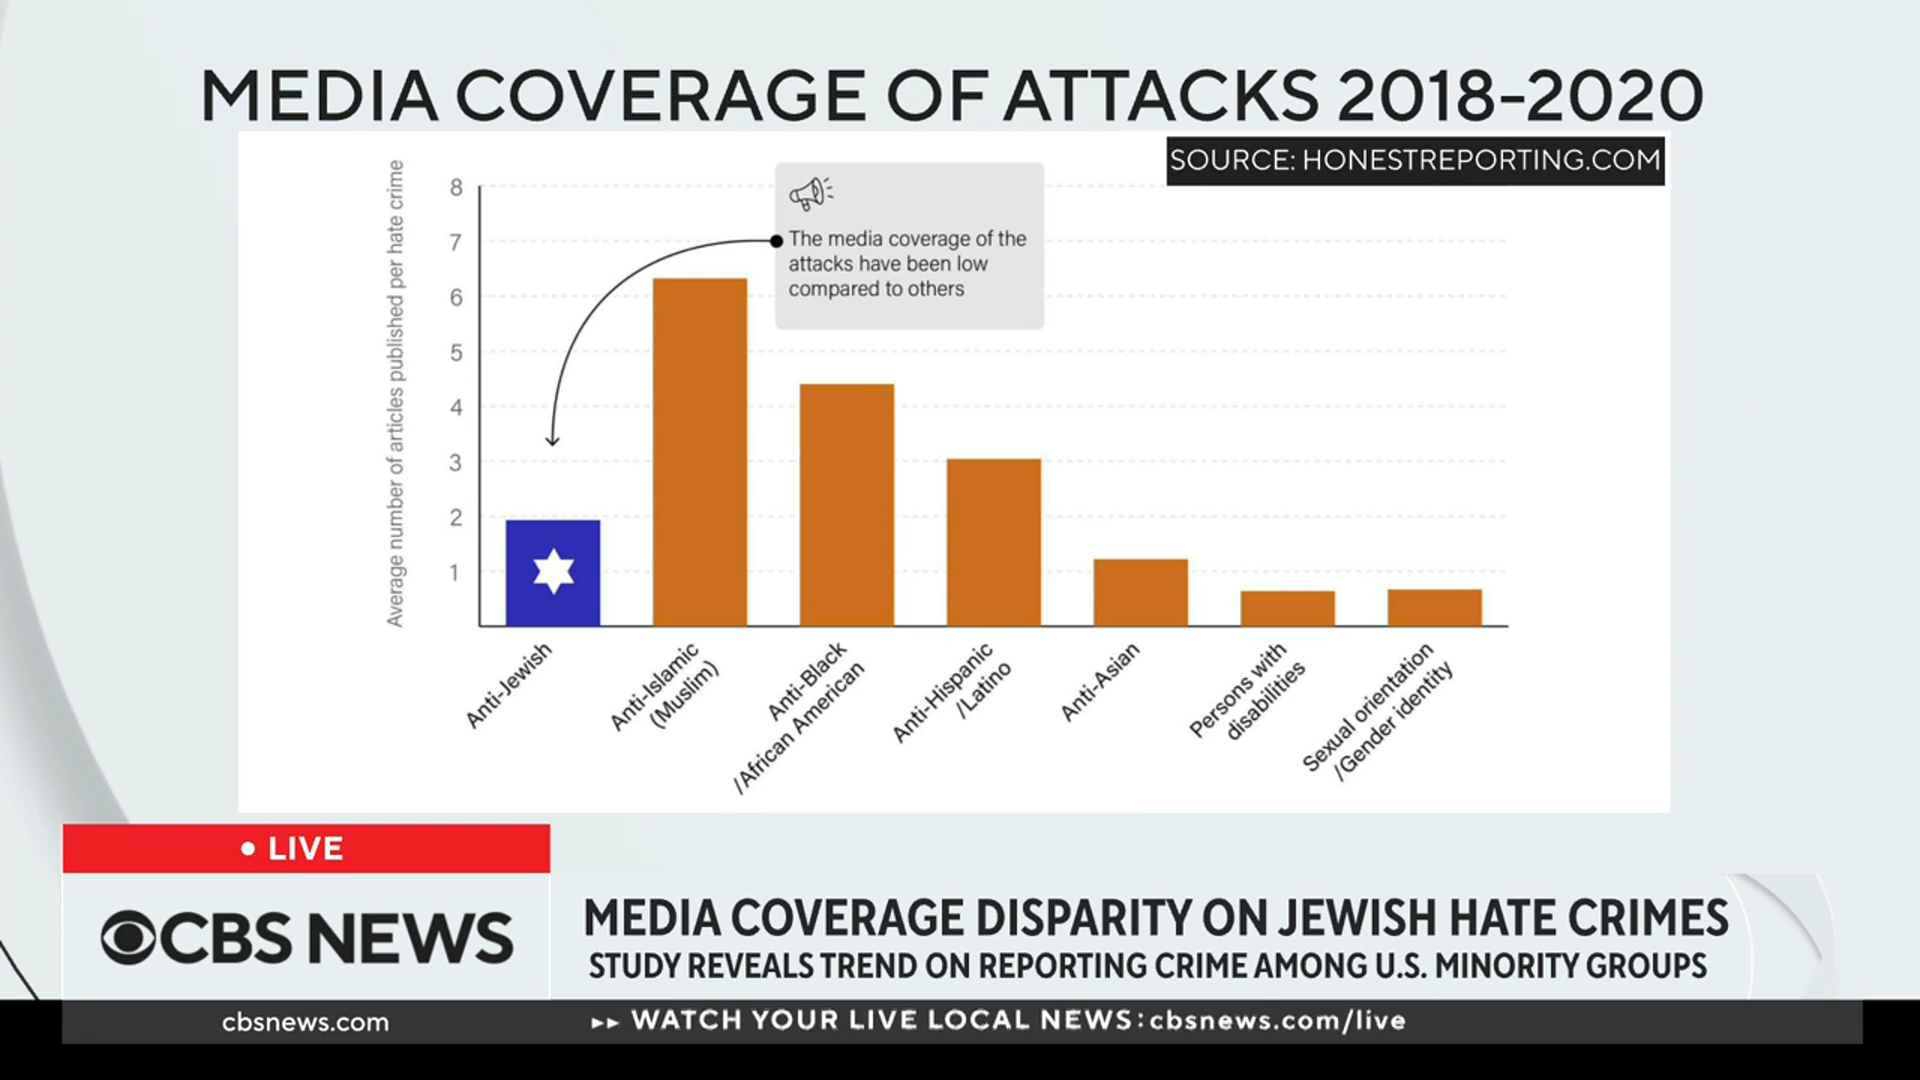 MEDIA COVERAGE OF ATTACKS 2018-2020
SOURCE: HONESTREPORTING.COM
Average number of articles published per hate crime
8
7
6
5
4
3
2
1
The media coverage of the
attacks have been low
compared to others
Anti-Jewish
Anti-Islamic
(Muslim)
Anti-Black
/African American
Anti-Hispanic
/Latino
Anti-Asian
Persons with
disabilities
Sexual orientation
/Gender identity
LIVE
CBS NEWS
MEDIA COVERAGE DISPARITY ON JEWISH HATE CRIMES
STUDY REVEALS TREND ON REPORTING CRIME AMONG U.S. MINORITY GROUPS
cbsnews.com
WATCH YOUR LIVE LOCAL NEWS: cbsnews.com/live